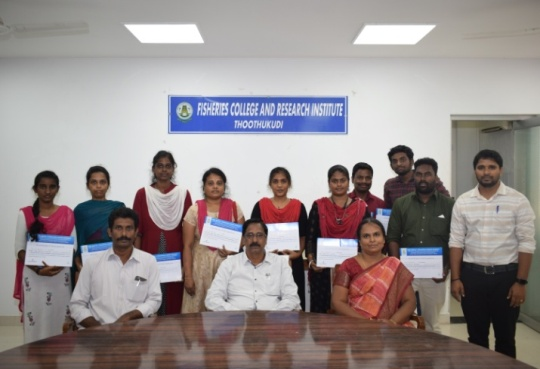 FISHERIES COLLEGE AND RESEARCH INSTITUTE
THOOTHUKUDI